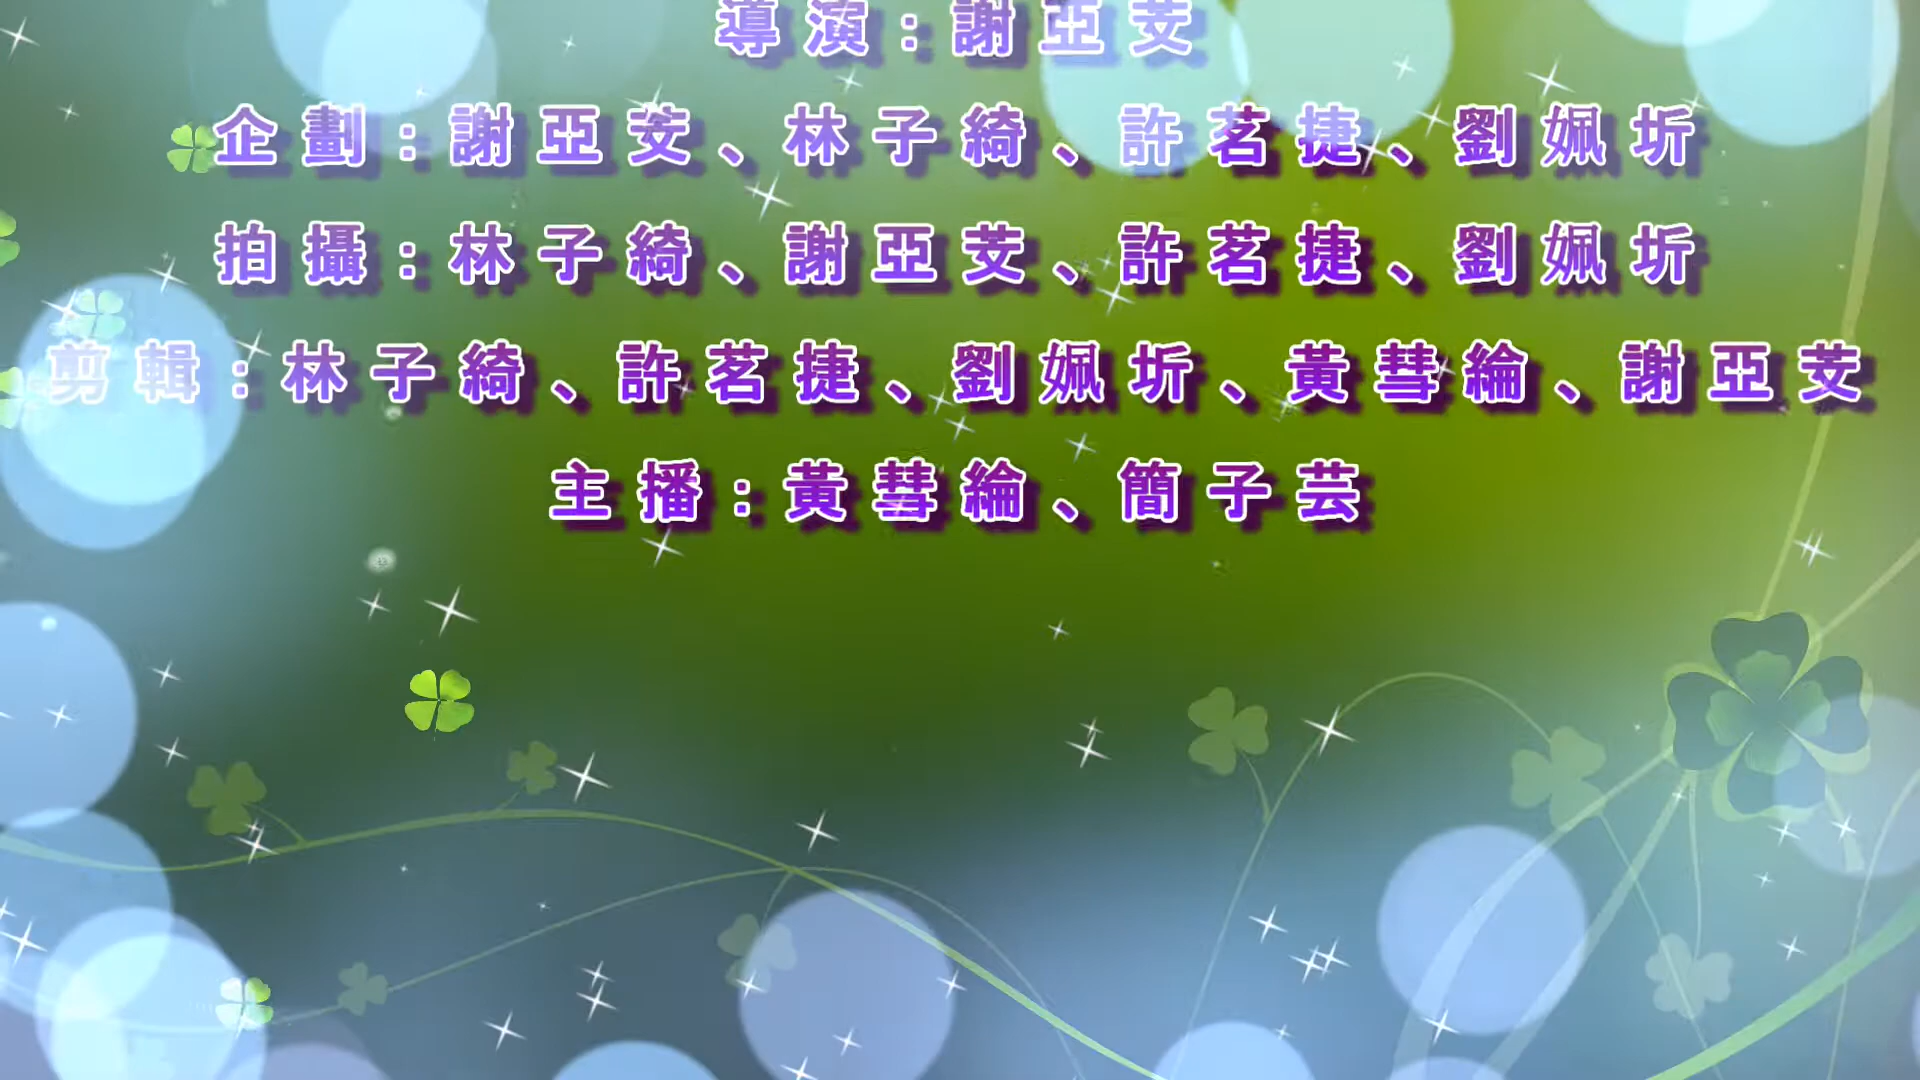 導演:謝亞芠
企劃:謝亞芠、林子綺、許茗捷、劉姵圻
拍攝:林子綺、謝亞芠、許茗捷、劉姵圻
剪輯:林子綺、許茗捷、劉姵圻、黃彗綸、謝亞芠
主播:黃彗綸、簡子芸